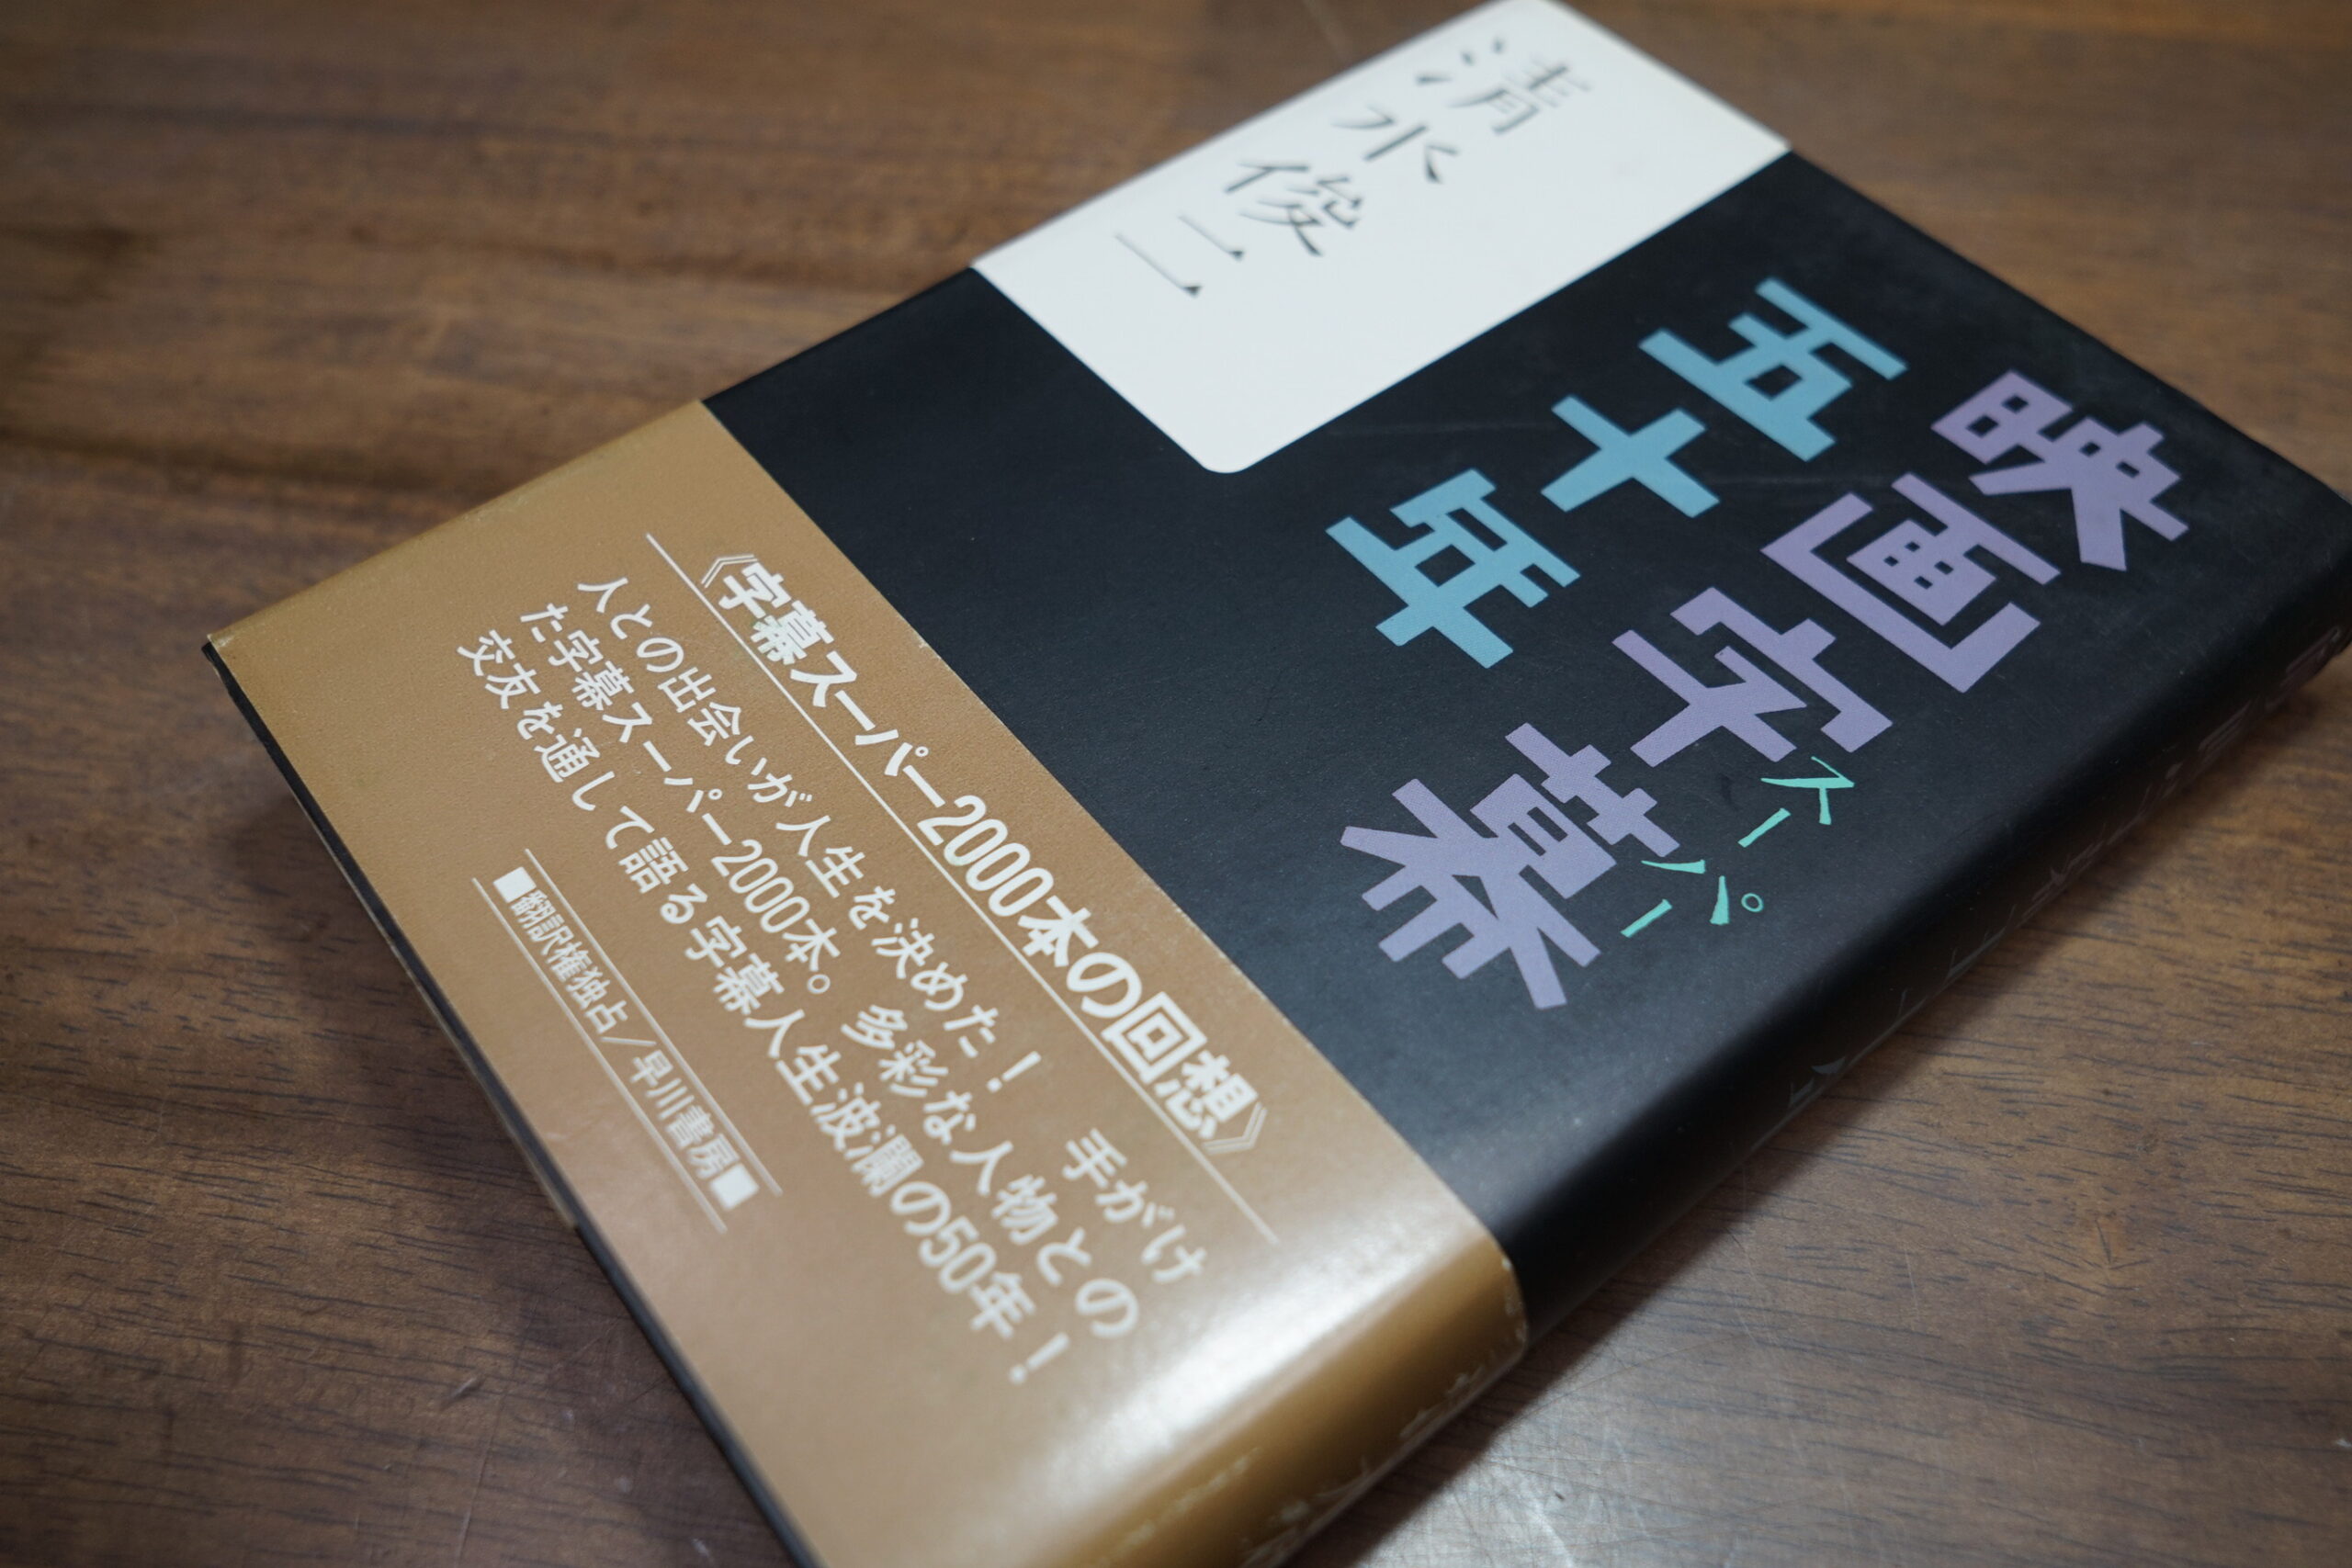 映画字幕
スーパー
五十年
清水俊二
《字幕スーパー2000本の回想》
人との出会いが人生を決めた！　手がけ
た字幕スーパー2000本。多彩な人物との
交友を通して語る字幕人生波瀾の50年！
■翻訳権独占／早川書房■